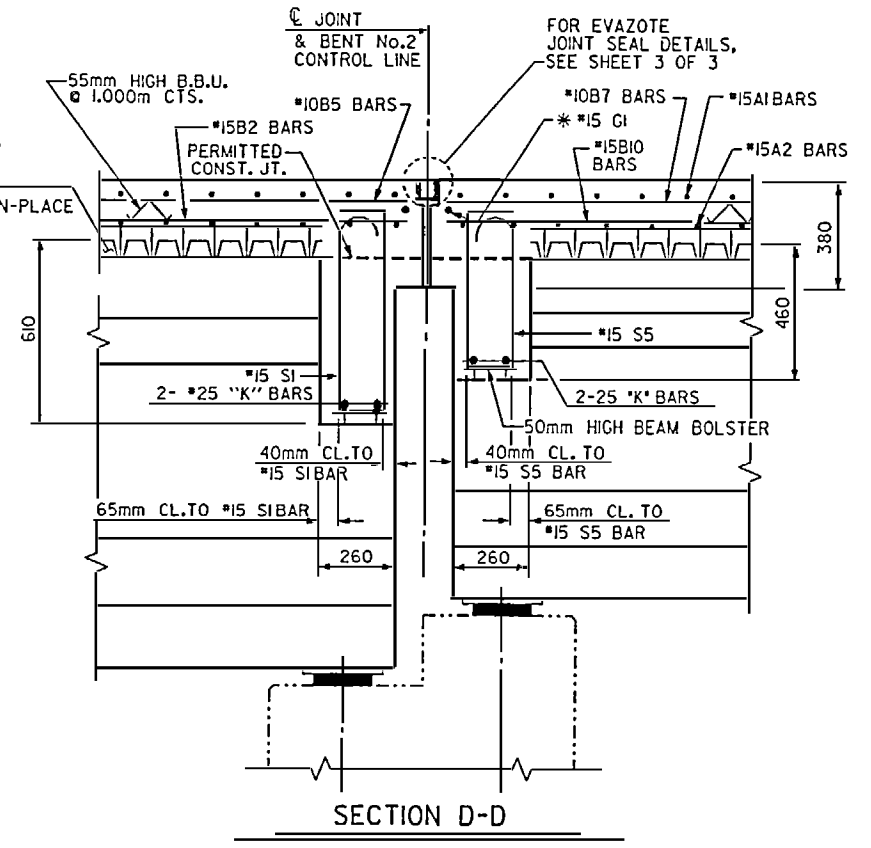 ℄ JOINT
& BENT No.2
CONTROL LINE
FOR EVAZOTE
JOINT SEAL DETAILS,
SEE SHEET 3 OF 3
55mm HIGH B.B.U.
@ 1.000m CTS.
#10B5 BARS
#10B7 BARS
#15A1 BARS
#15B2 BARS
✳ #15 G1
#15B10
BARS
#15A2 BARS
PERMITTED
CONST. JT.
N-PLACE
380
610
460
#15 S5
#15 S1
2- #25 "K" BARS
2-25 "K" BARS
50mm HIGH BEAM BOLSTER
40mm CL.TO
#15 S1 BAR
40mm CL.TO
#15 S5 BAR
65mm CL.TO #15 S1 BAR
65mm CL.TO
#15 S5 BAR
260
260
SECTION D-D